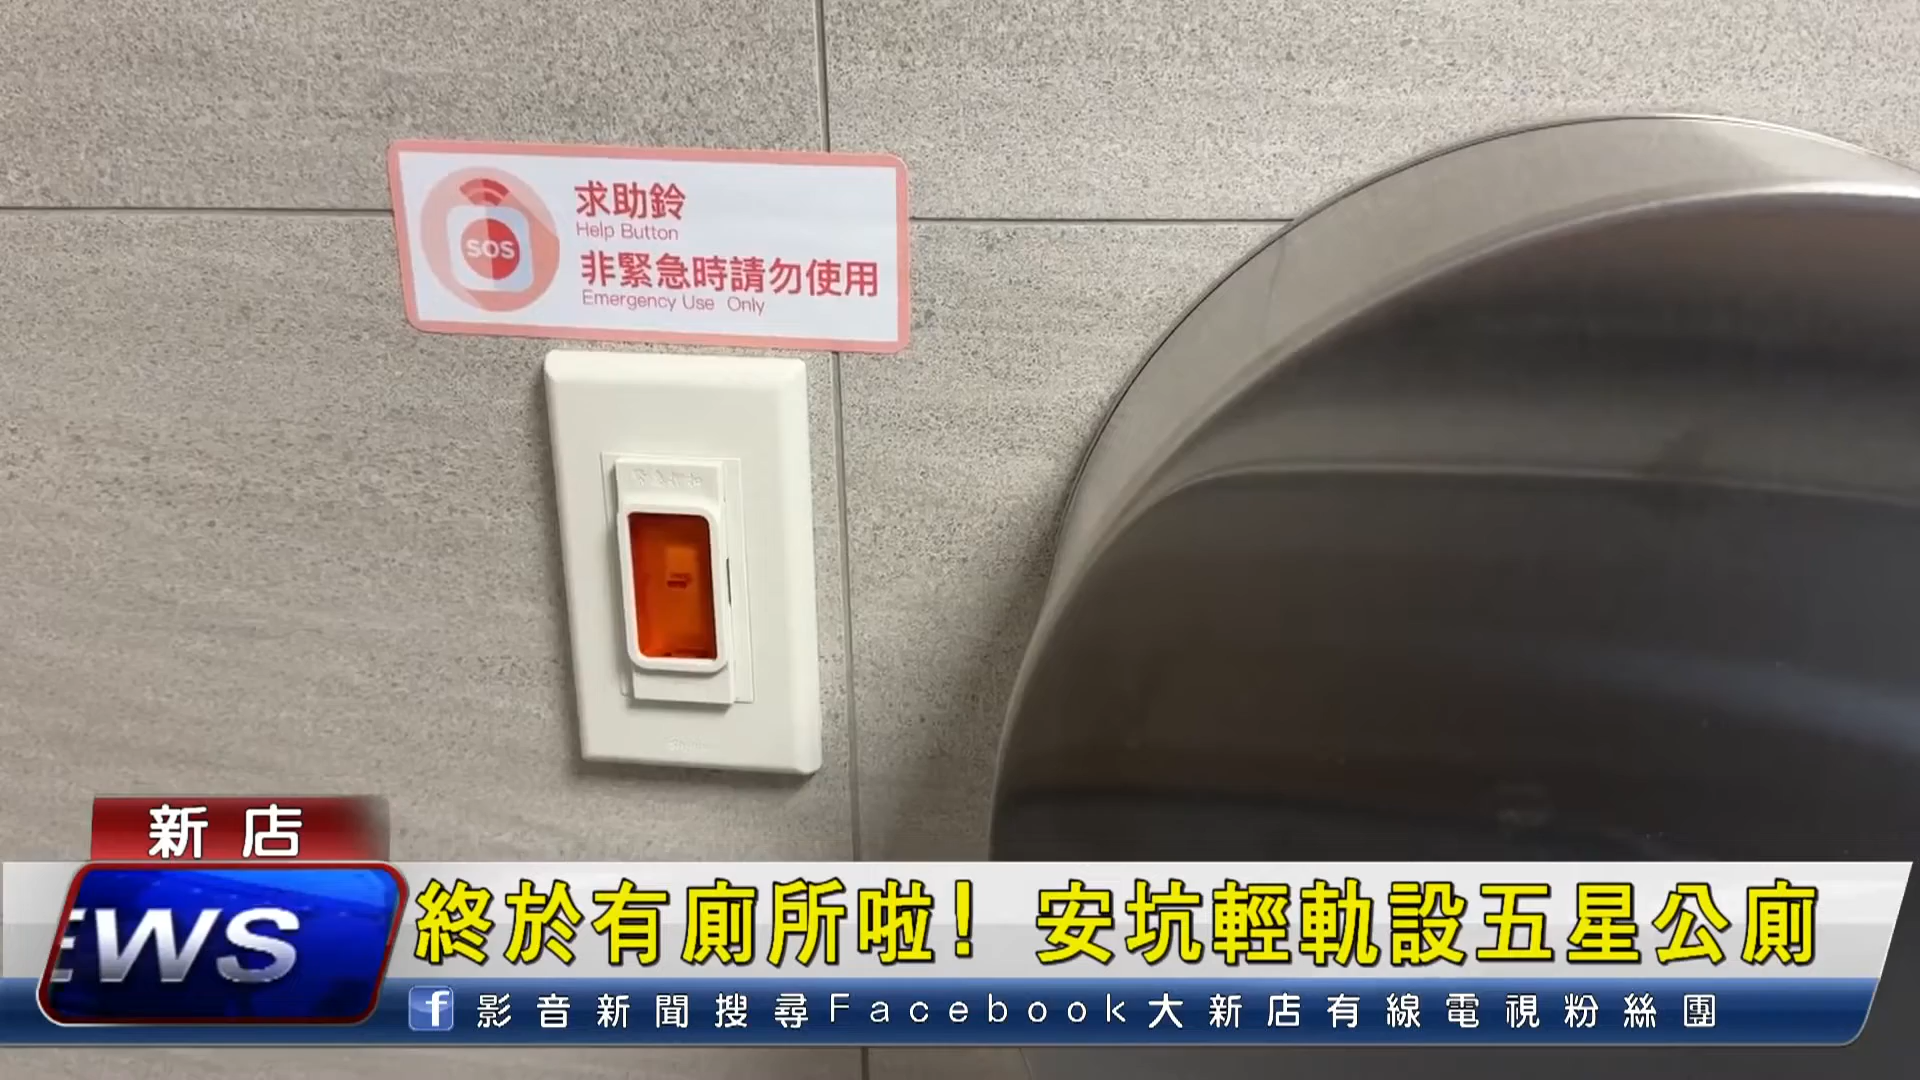 求助鈴
Help Button
SOS
非緊急時請勿使用
Emergency Use Only
新店
EWS
終於有廁所啦! 安坑輕軌設五星公廁
f 影音新聞搜尋Facebook大新店有線電視粉絲團